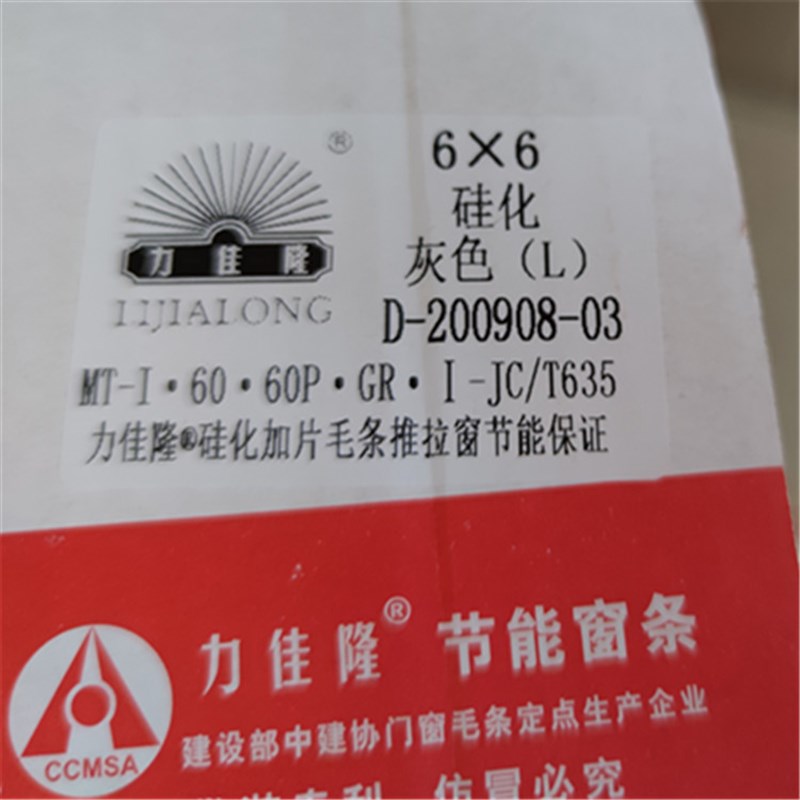 ®
力佳隆
LIJIALONG
6×6
硅化
灰色（L）
D-200908-03
MT-I·60·60P·GR·I-JC/T635
力佳隆®硅化加片毛条推拉窗节能保证
力佳隆® 节能窗条
建设部中建协门窗毛条定点生产企业
CCMSA
仿冒必究